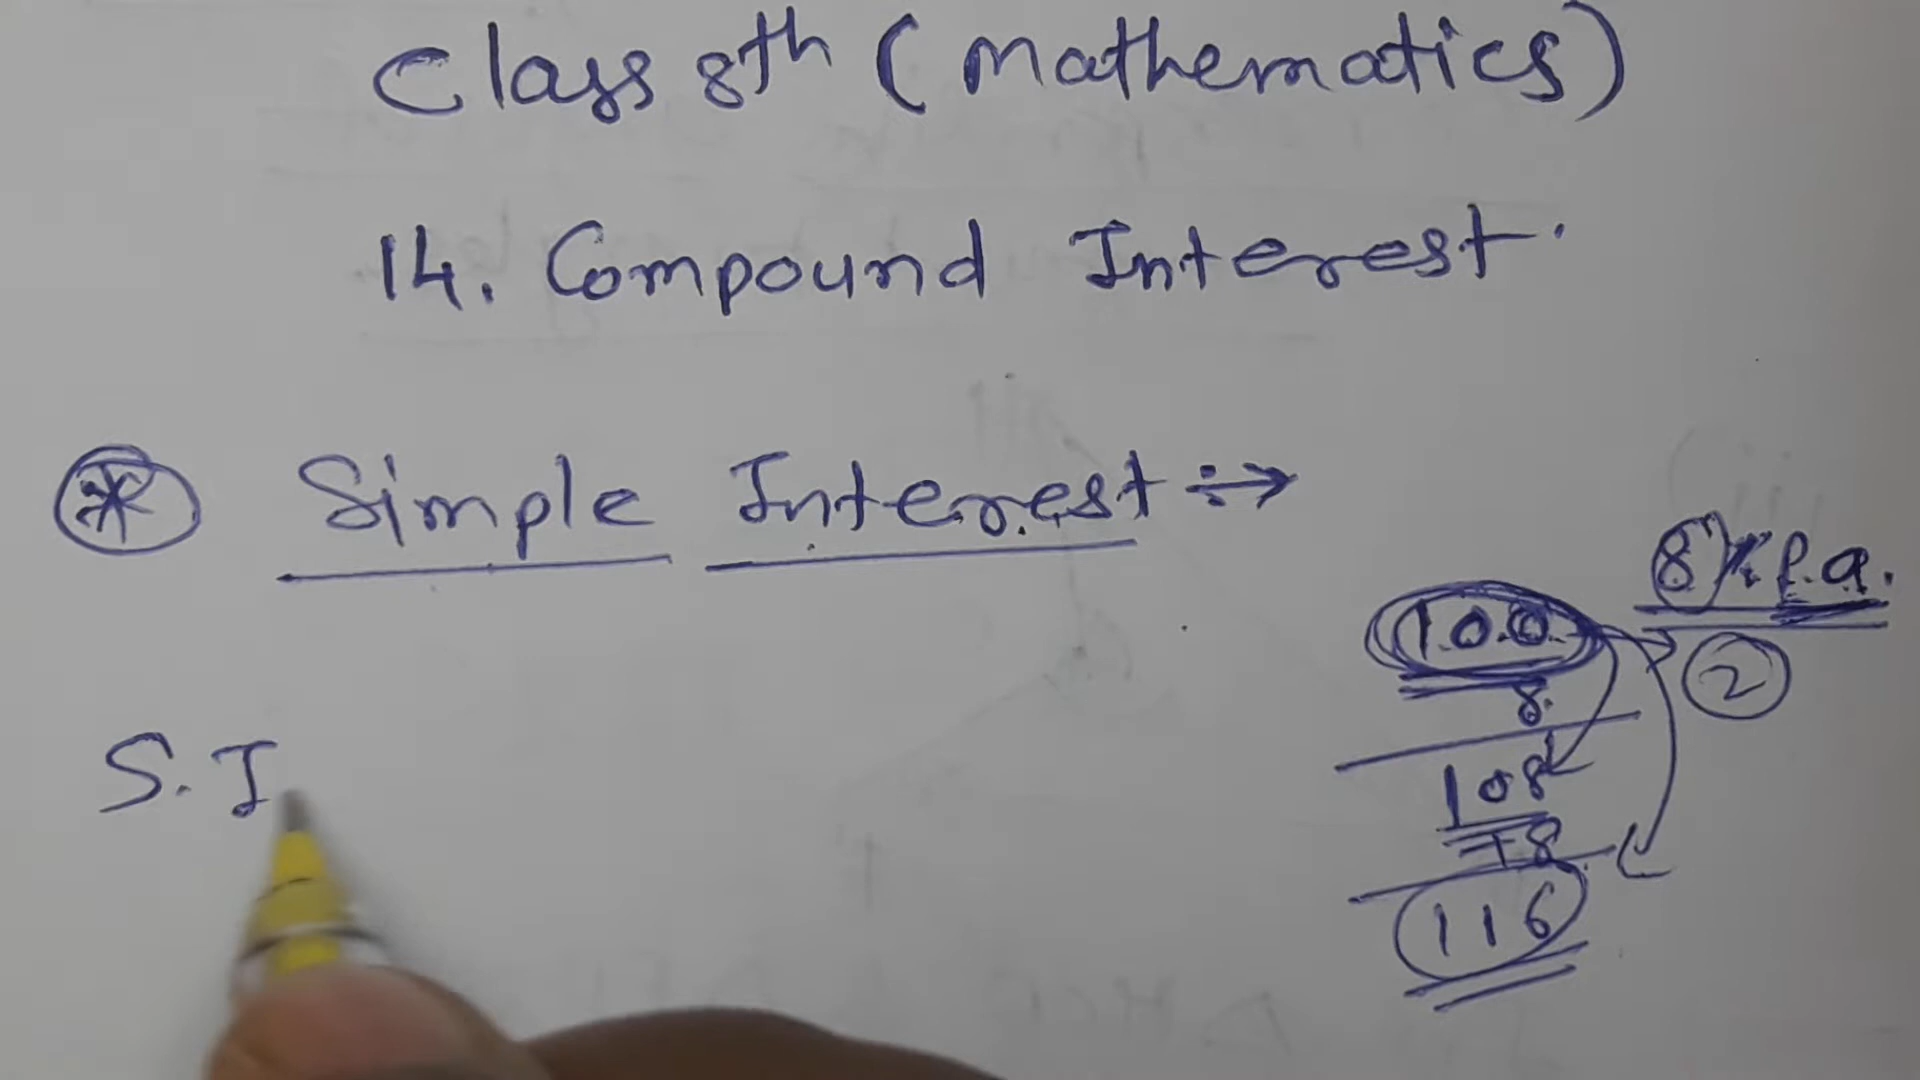 Class 8th (Mathematics)
14. Compound Interest.
* Simple Interest ÷→
8% P.a.
100
2
8
108
+8
116
S.I